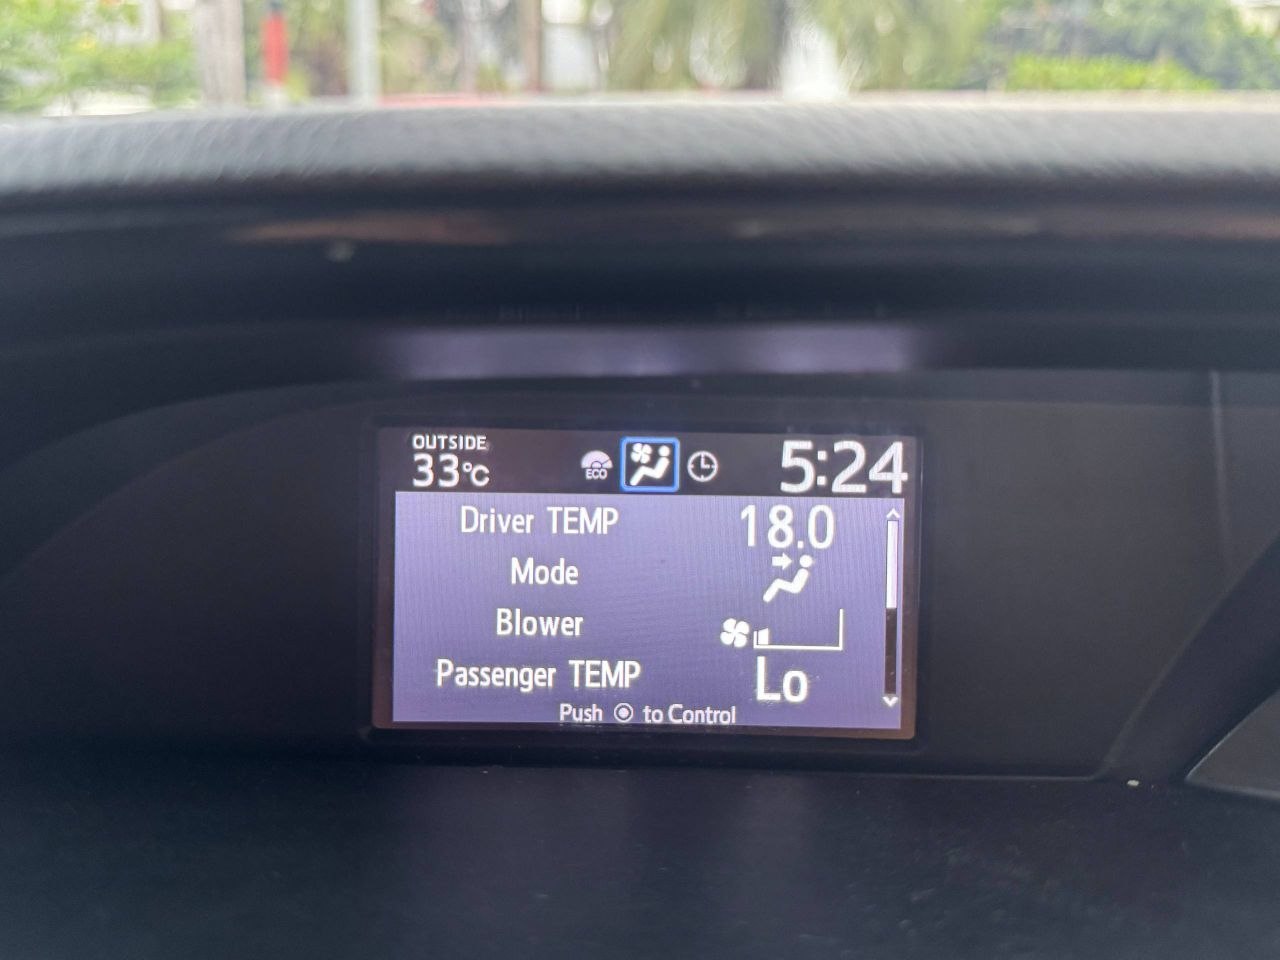 OUTSIDE
33°C
ECO
5:24
Driver TEMP 18.0
Mode
Blower
Passenger TEMP Lo
Push to Control